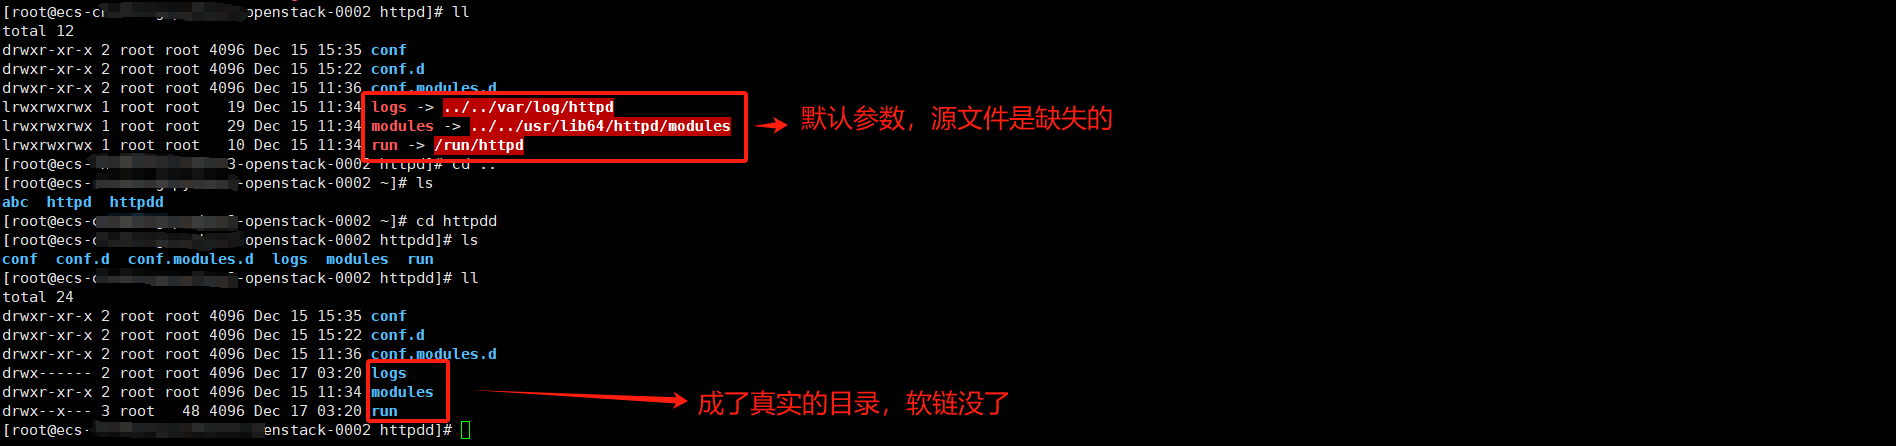 [root@ecs-c openstack-0002 httpd]# ll
total 12
drwxr-xr-x 2 root root 4096 Dec 15 15:35 conf
drwxr-xr-x 2 root root 4096 Dec 15 15:22 conf.d
drwxr-xr-x 2 root root 4096 Dec 15 11:36 conf.modules.d
lrwxrwxrwx 1 root root   19 Dec 15 11:34 logs -> ../../var/log/httpd
lrwxrwxrwx 1 root root   29 Dec 15 11:34 modules -> ../../usr/lib64/httpd/modules
lrwxrwxrwx 1 root root   10 Dec 15 11:34 run -> /run/httpd
默认参数，源文件是缺失的
[root@ecs- 3-openstack-0002 httpd]# cd ..
[root@ecs- -openstack-0002 ~]# ls
abc  httpd  httpdd
[root@ecs-c -openstack-0002 ~]# cd httpdd
[root@ecs-c -openstack-0002 httpdd]# ls
conf  conf.d  conf.modules.d  logs  modules  run
[root@ecs-c -openstack-0002 httpdd]# ll
total 24
drwxr-xr-x 2 root root 4096 Dec 15 15:35 conf
drwxr-xr-x 2 root root 4096 Dec 15 15:22 conf.d
drwxr-xr-x 2 root root 4096 Dec 15 11:36 conf.modules.d
drwx------ 2 root root 4096 Dec 17 03:20 logs
drwxr-xr-x 2 root root 4096 Dec 15 11:34 modules
drwx--x--- 3 root   48 4096 Dec 17 03:20 run
成了真实的目录，软链没了
[root@ecs- openstack-0002 httpdd]#